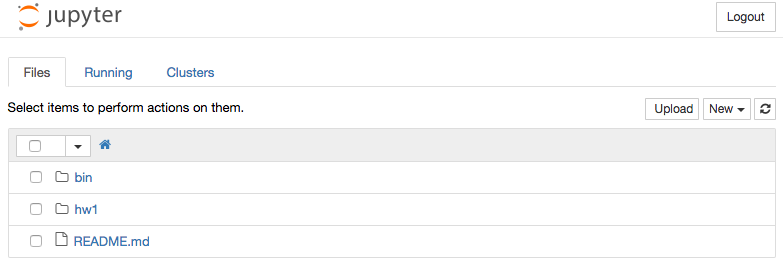 jupyter
Logout
Files Running Clusters
Select items to perform actions on them.
Upload New
bin
hw1
README.md